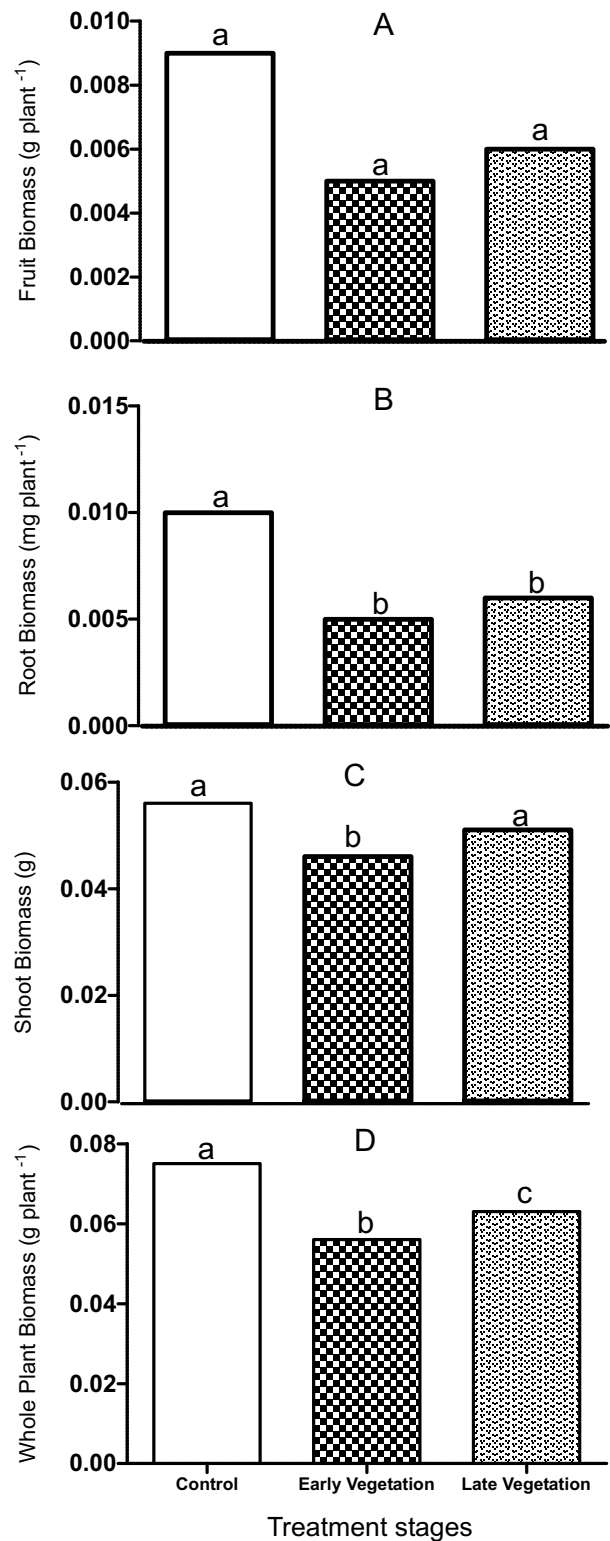 A
Fruit Biomass (g plant -1)
0.010
0.008
0.006
0.004
0.002
0.000
a
a
a
B
Root Biomass (mg plant -1)
0.015
0.010
0.005
0.000
a
b
b
C
Shoot Biomass (g)
0.06
0.04
0.02
0.00
a
b
a
D
Whole Plant Biomass (g plant -1)
0.08
0.06
0.04
0.02
0.00
a
b
c
Control Early Vegetation Late Vegetation
Treatment stages